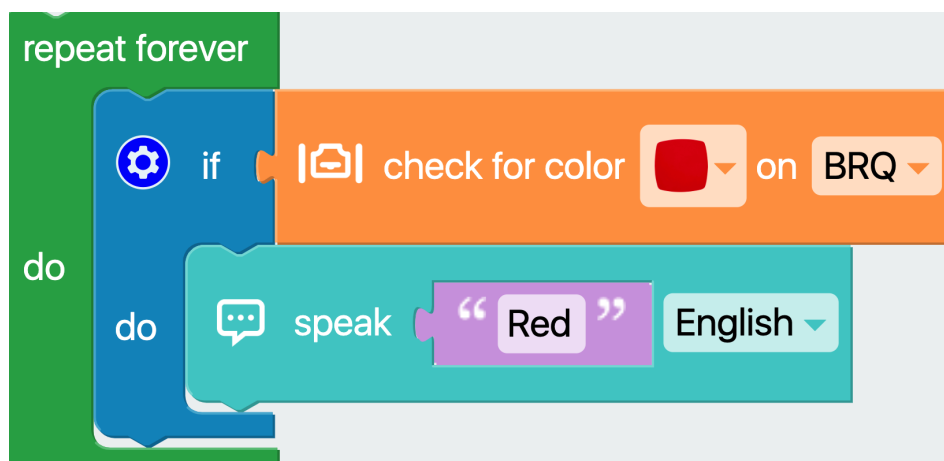 repeat forever
if check for color on BRQ
do
do speak “ Red ” English